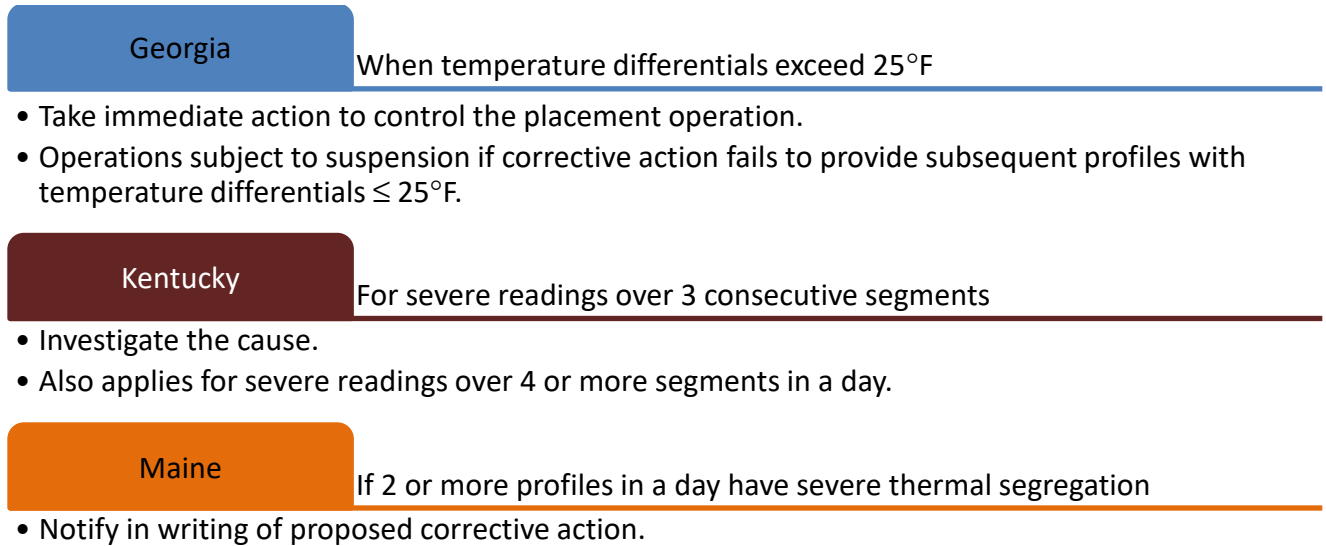 Georgia
When temperature differentials exceed 25°F
• Take immediate action to control the placement operation.
• Operations subject to suspension if corrective action fails to provide subsequent profiles with
temperature differentials ≤ 25°F.
Kentucky
For severe readings over 3 consecutive segments
• Investigate the cause.
• Also applies for severe readings over 4 or more segments in a day.
Maine
If 2 or more profiles in a day have severe thermal segregation
• Notify in writing of proposed corrective action.